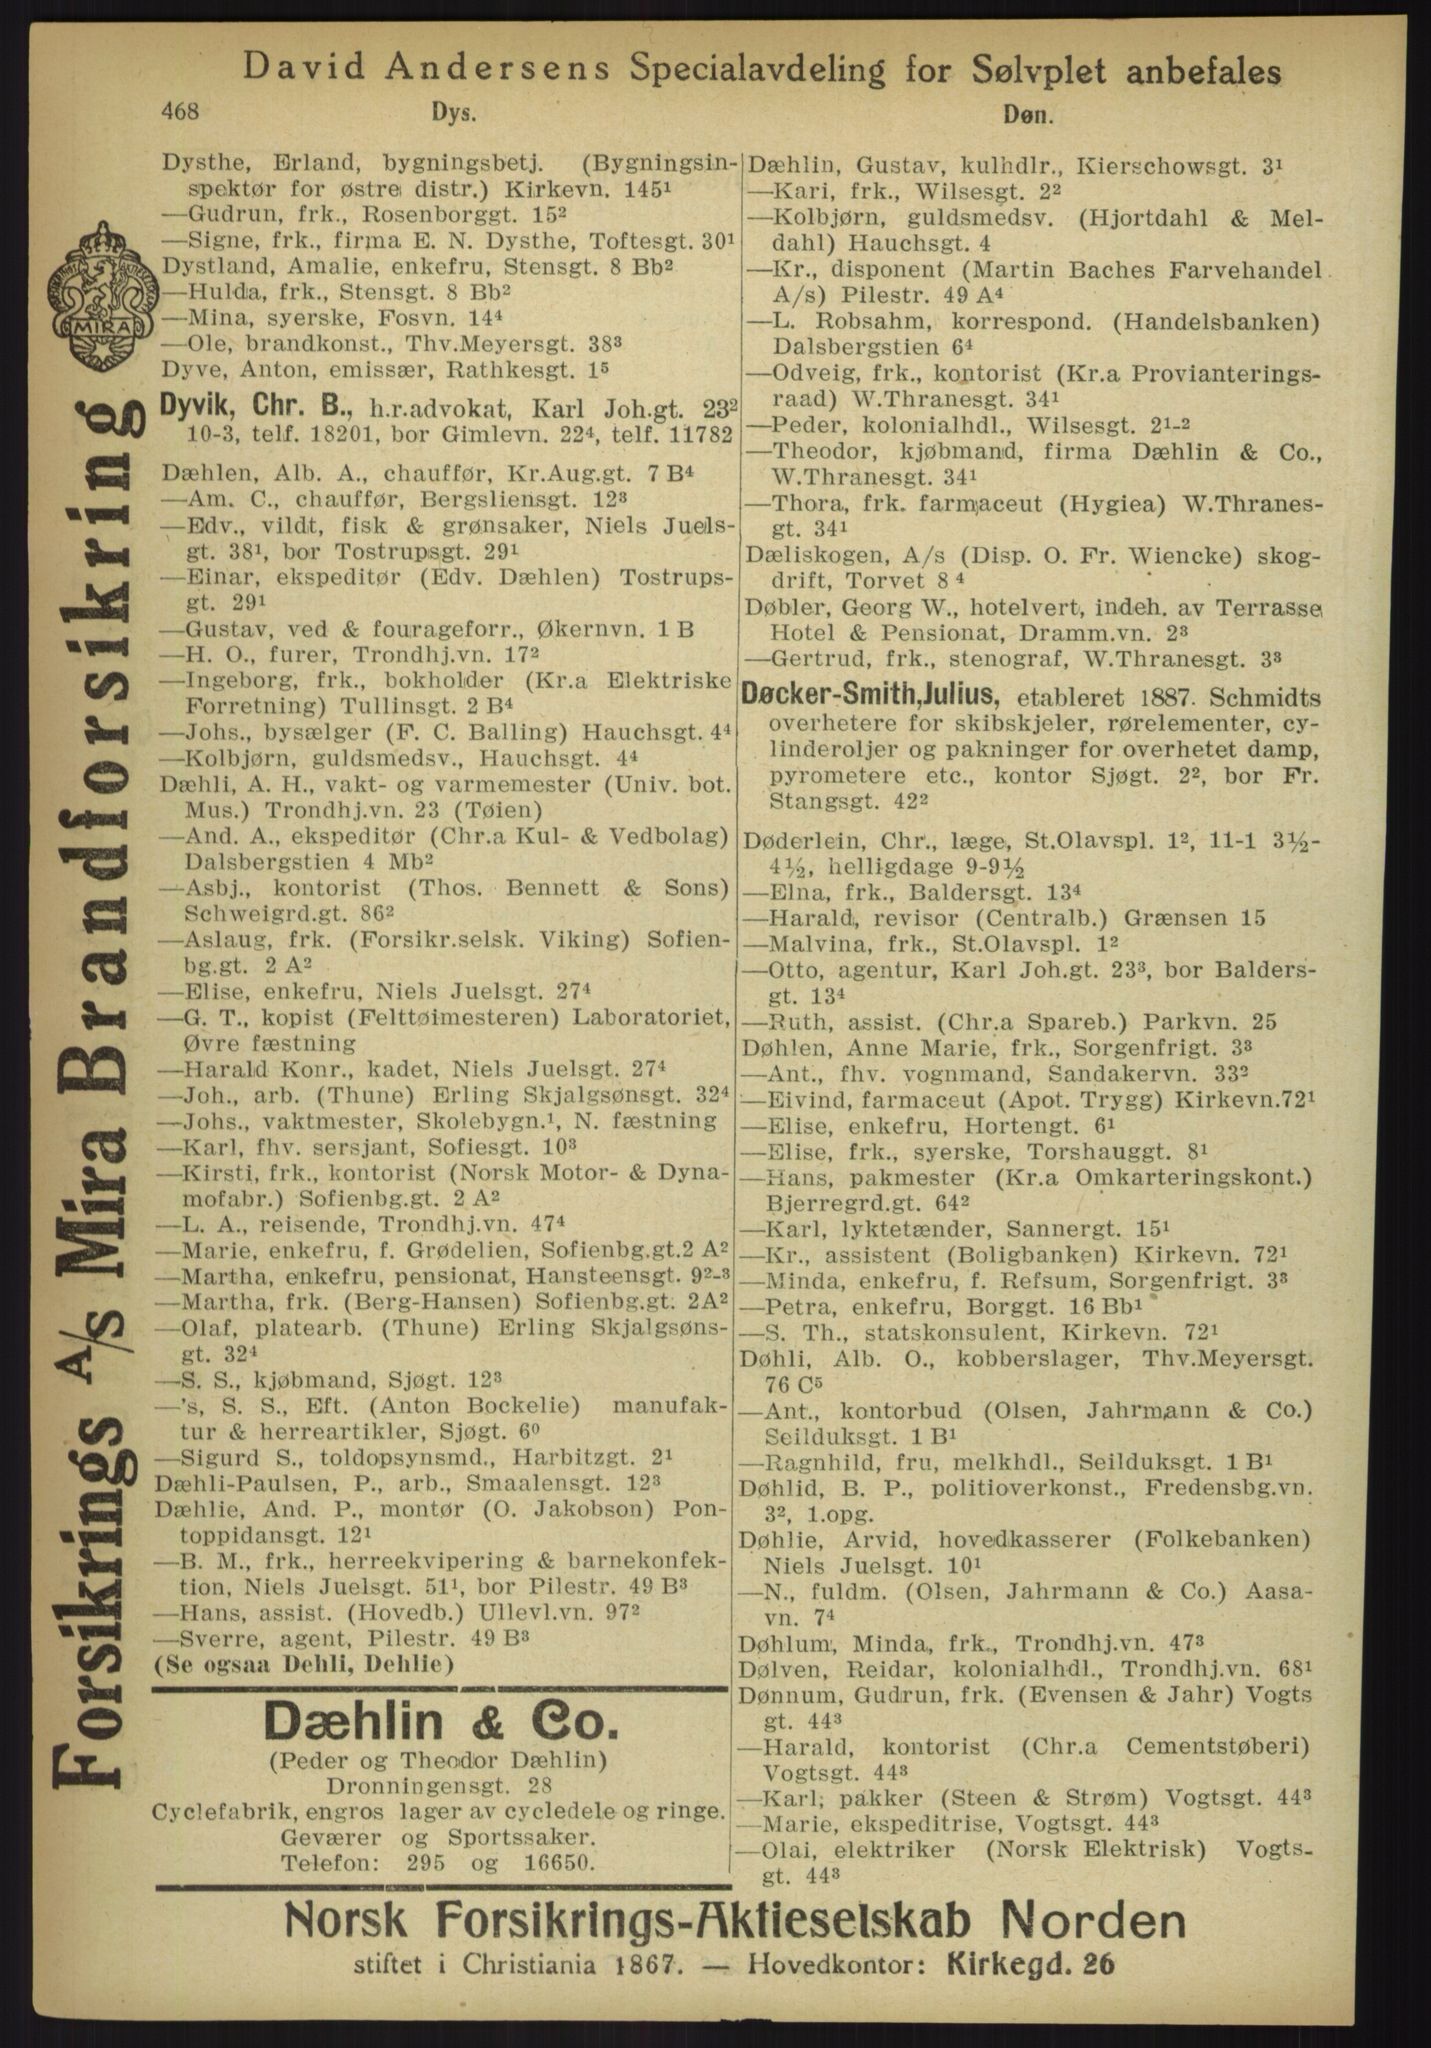 David Andersens Specialavdeling for Sølvplet anbefales
468
Dys.
Døn.
MIRA
Forsikrings A/s Mira Brandforsikring
Dysthe, Erland, bygningsbetj. (Bygningsin-
spektør for østre distr.) Kirkevn. 145¹
—Gudrun, frk., Rosenborggt. 15²
—Signe, frk., firma E. N. Dysthe, Toftesgt. 30¹
Dystland, Amalie, enkefru, Stensgt. 8 Bb²
—Hulda, frk., Stensgt. 8 Bb²
—Mina, syerske, Fosvn. 14⁴
—Ole, brandkonst., Thv.Meyersgt. 38³
Dyve, Anton, emissær, Rathkesgt. 1⁵
Dyvik, Chr. B., h.r.advokat, Karl Joh.gt. 23²
10-3, telf. 18201, bor Gimlevn. 22⁴, telf. 11782
Dæhlen, Alb. A., chauffør, Kr.Aug.gt. 7 B⁴
—Am. C., chauffør, Bergsliensgt. 12³
—Edv., vildt, fisk & grønsaker, Niels Juels-
gt. 38¹, bor Tostrupsgt. 29¹
—Einar, ekspeditør (Edv. Dæhlen) Tostrups-
gt. 29¹
—Gustav, ved & fourageforr., Økernvn. 1 B
—H. O., furer, Trondhj.vn. 17²
—Ingeborg, frk., bokholder (Kr.a Elektriske
Forretning) Tullinsgt. 2 B⁴
—Johs., bysælger (F. C. Balling) Hauchsgt. 4⁴
—Kolbjørn, guldsmedsv., Hauchsgt. 4⁴
Dæhli, A. H., vakt- og varmemester (Univ. bot.
Mus.) Trondhj.vn. 23 (Tøien)
—And. A., ekspeditør (Chr.a Kul- & Vedbolag)
Dalsbergstien 4 Mb²
—Asbj., kontorist (Thos. Bennett & Sons)
Schweigrd.gt. 86²
—Aslaug, frk. (Forsikr.selsk. Viking) Sofien-
bg.gt. 2 A²
—Elise, enkefru, Niels Juelsgt. 27⁴
—G. T., kopist (Felttøimesteren) Laboratoriet,
Øvre fæstning
—Harald Konr., kadet, Niels Juelsgt. 27⁴
—Joh., arb. (Thune) Erling Skjalgsønsgt. 32⁴
—Johs., vaktmester, Skolebygn.¹, N. fæstning
—Karl, fhv. sersjant, Sofiesgt. 10³
—Kirsti, frk., kontorist (Norsk Motor- & Dyna-
mofabr.) Sofienbg.gt. 2 A²
—L. A., reisende, Trondhj.vn. 47⁴
—Marie, enkefru, f. Grødelien, Sofienbg.gt.2 A²
—Martha, enkefru, pensionat, Hansteensgt. 9²-³
—Martha, frk. (Berg-Hansen) Sofienbg.gt. 2A²
—Olaf, platearb. (Thune) Erling Skjalgsøns-
gt. 32⁴
—S. S., kjøbmand, Sjøgt. 12³
—'s, S. S., Eft. (Anton Bockelie) manufak-
tur & herreartikler, Sjøgt. 6⁰
—Sigurd S., toldopsynsmd., Harbitzgt. 2¹
Dæhli-Paulsen, P., arb., Smaalensgt. 12³
Dæhlie, And. P., montør (O. Jakobson) Pon-
toppidansgt. 12¹
—B. M., frk., herreekvipering & barnekonfek-
tion, Niels Juelsgt. 51¹, bor Pilestr. 49 B³
—Hans, assist. (Hovedb.) Ullevl.vn. 97²
—Sverre, agent, Pilestr. 49 B³
(Se ogsaa Dehli, Dehlie)
Dæhlin & Co.
(Peder og Theodor Dæhlin)
Dronningensgt. 28
Cyclefabrik, engros lager av cycledele og ringe.
Geværer og Sportssaker.
Telefon: 295 og 16650.
Dæhlin, Gustav, kulhdlr., Kierschowsgt. 3¹
—Kari, frk., Wilsesgt. 2²
—Kolbjørn, guldsmedsv. (Hjortdahl & Mel-
dahl) Hauchsgt. 4
—Kr., disponent (Martin Baches Farvehandel
A/s) Pilestr. 49 A⁴
—L. Robsahm, korrespond. (Handelsbanken)
Dalsbergstien 6⁴
—Odveig, frk., kontorist (Kr.a Provianterings-
raad) W.Thranesgt. 34¹
—Peder, kolonialhdl., Wilsesgt. 2¹-²
—Theodor, kjøbmand, firma Dæhlin & Co.,
W.Thranesgt. 34¹
—Thora, frk. farmaceut (Hygiea) W.Thranes-
gt. 34¹
Dæliskogen, A/s (Disp. O. Fr. Wiencke) skog-
drift, Torvet 8 ⁴
Døbler, Georg W., hotelvert, indeh. av Terrasse
Hotel & Pensionat, Dramm.vn. 2³
—Gertrud, frk., stenograf, W.Thranesgt. 3³
Døcker-Smith, Julius, etableret 1887. Schmidts
overhetere for skibskjeler, rørelementer, cy-
linderoljer og pakninger for overhetet damp,
pyrometere etc., kontor Sjøgt. 2², bor Fr.
Stangsgt. 42²
Døderlein, Chr., læge, St.Olavspl. 1², 11-1 3½-
4½, helligdage 9-9½
—Elna, frk., Baldersgt. 13⁴
—Harald, revisor (Centralb.) Grænsen 15
—Malvina, frk., St.Olavspl. 1²
—Otto, agentur, Karl Joh.gt. 23³, bor Balders-
gt. 13⁴
—Ruth, assist. (Chr.a Spareb.) Parkvn. 25
Døhlen, Anne Marie, frk., Sorgenfrigt. 3³
—Ant., fhv. vognmand, Sandakervn. 33²
—Eivind, farmaceut (Apot. Trygg) Kirkevn.72¹
—Elise, enkefru, Hortengt. 6¹
—Elise, frk., syerske, Torshauggt. 8¹
—Hans, pakmester (Kr.a Omkarteringskont.)
Bjerregrd.gt. 64²
—Karl, lyktetænder, Sannergt. 15¹
—Kr., assistent (Boligbanken) Kirkevn. 72¹
—Minda, enkefru, f. Refsum, Sorgenfrigt. 3³
—Petra, enkefru, Borggt. 16 Bb¹
—S. Th., statskonsulent, Kirkevn. 72¹
Døhli, Alb. O., kobberslager, Thv.Meyersgt.
76 C⁵
—Ant., kontorbud (Olsen, Jahrmann & Co.)
Seilduksgt. 1 B¹
—Ragnhild, fru, melkhdl., Seilduksgt. 1 B¹
Døhlid, B. P., politioverkonst., Fredensbg.vn.
3², 1.opg.
Døhlie, Arvid, hovedkasserer (Folkebanken)
Niels Juelsgt. 10¹
—N., fuldm. (Olsen, Jahrmann & Co.) Aasa-
vn. 7⁴
Døhlum, Minda, frk., Trondhj.vn. 47³
Dølven, Reidar, kolonialhdl., Trondhj.vn. 68¹
Dønnum, Gudrun, frk. (Evensen & Jahr) Vogts
gt. 44³
—Harald, kontorist (Chr.a Cementstøberi)
Vogtsgt. 44³
—Karl, pakker (Steen & Strøm) Vogtsgt. 44³
—Marie, ekspeditrise, Vogtsgt. 44³
—Olai, elektriker (Norsk Elektrisk) Vogts-
gt. 44³
Norsk Forsikrings-Aktieselskab Norden
stiftet i Christiania 1867. — Hovedkontor: Kirkegd. 26